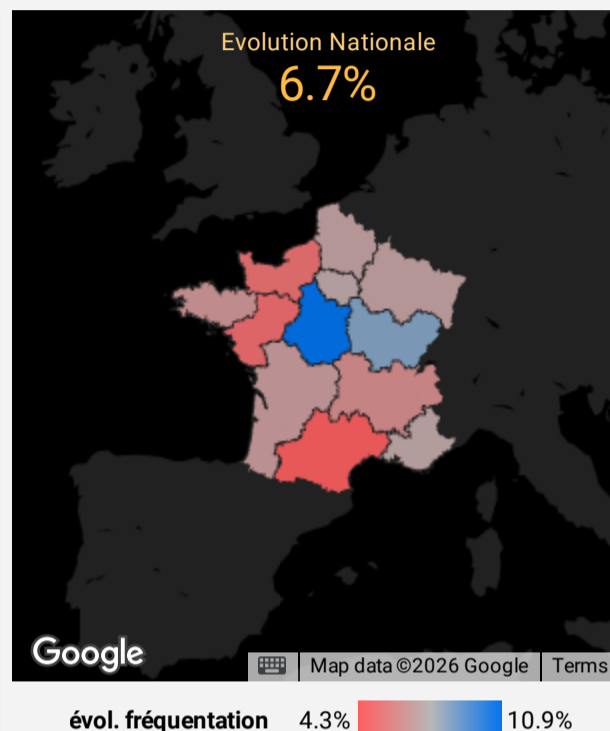 Evolution Nationale
6.7%
Google
Map data ©2026 Google
Terms
évol. fréquentation 4.3% 10.9%